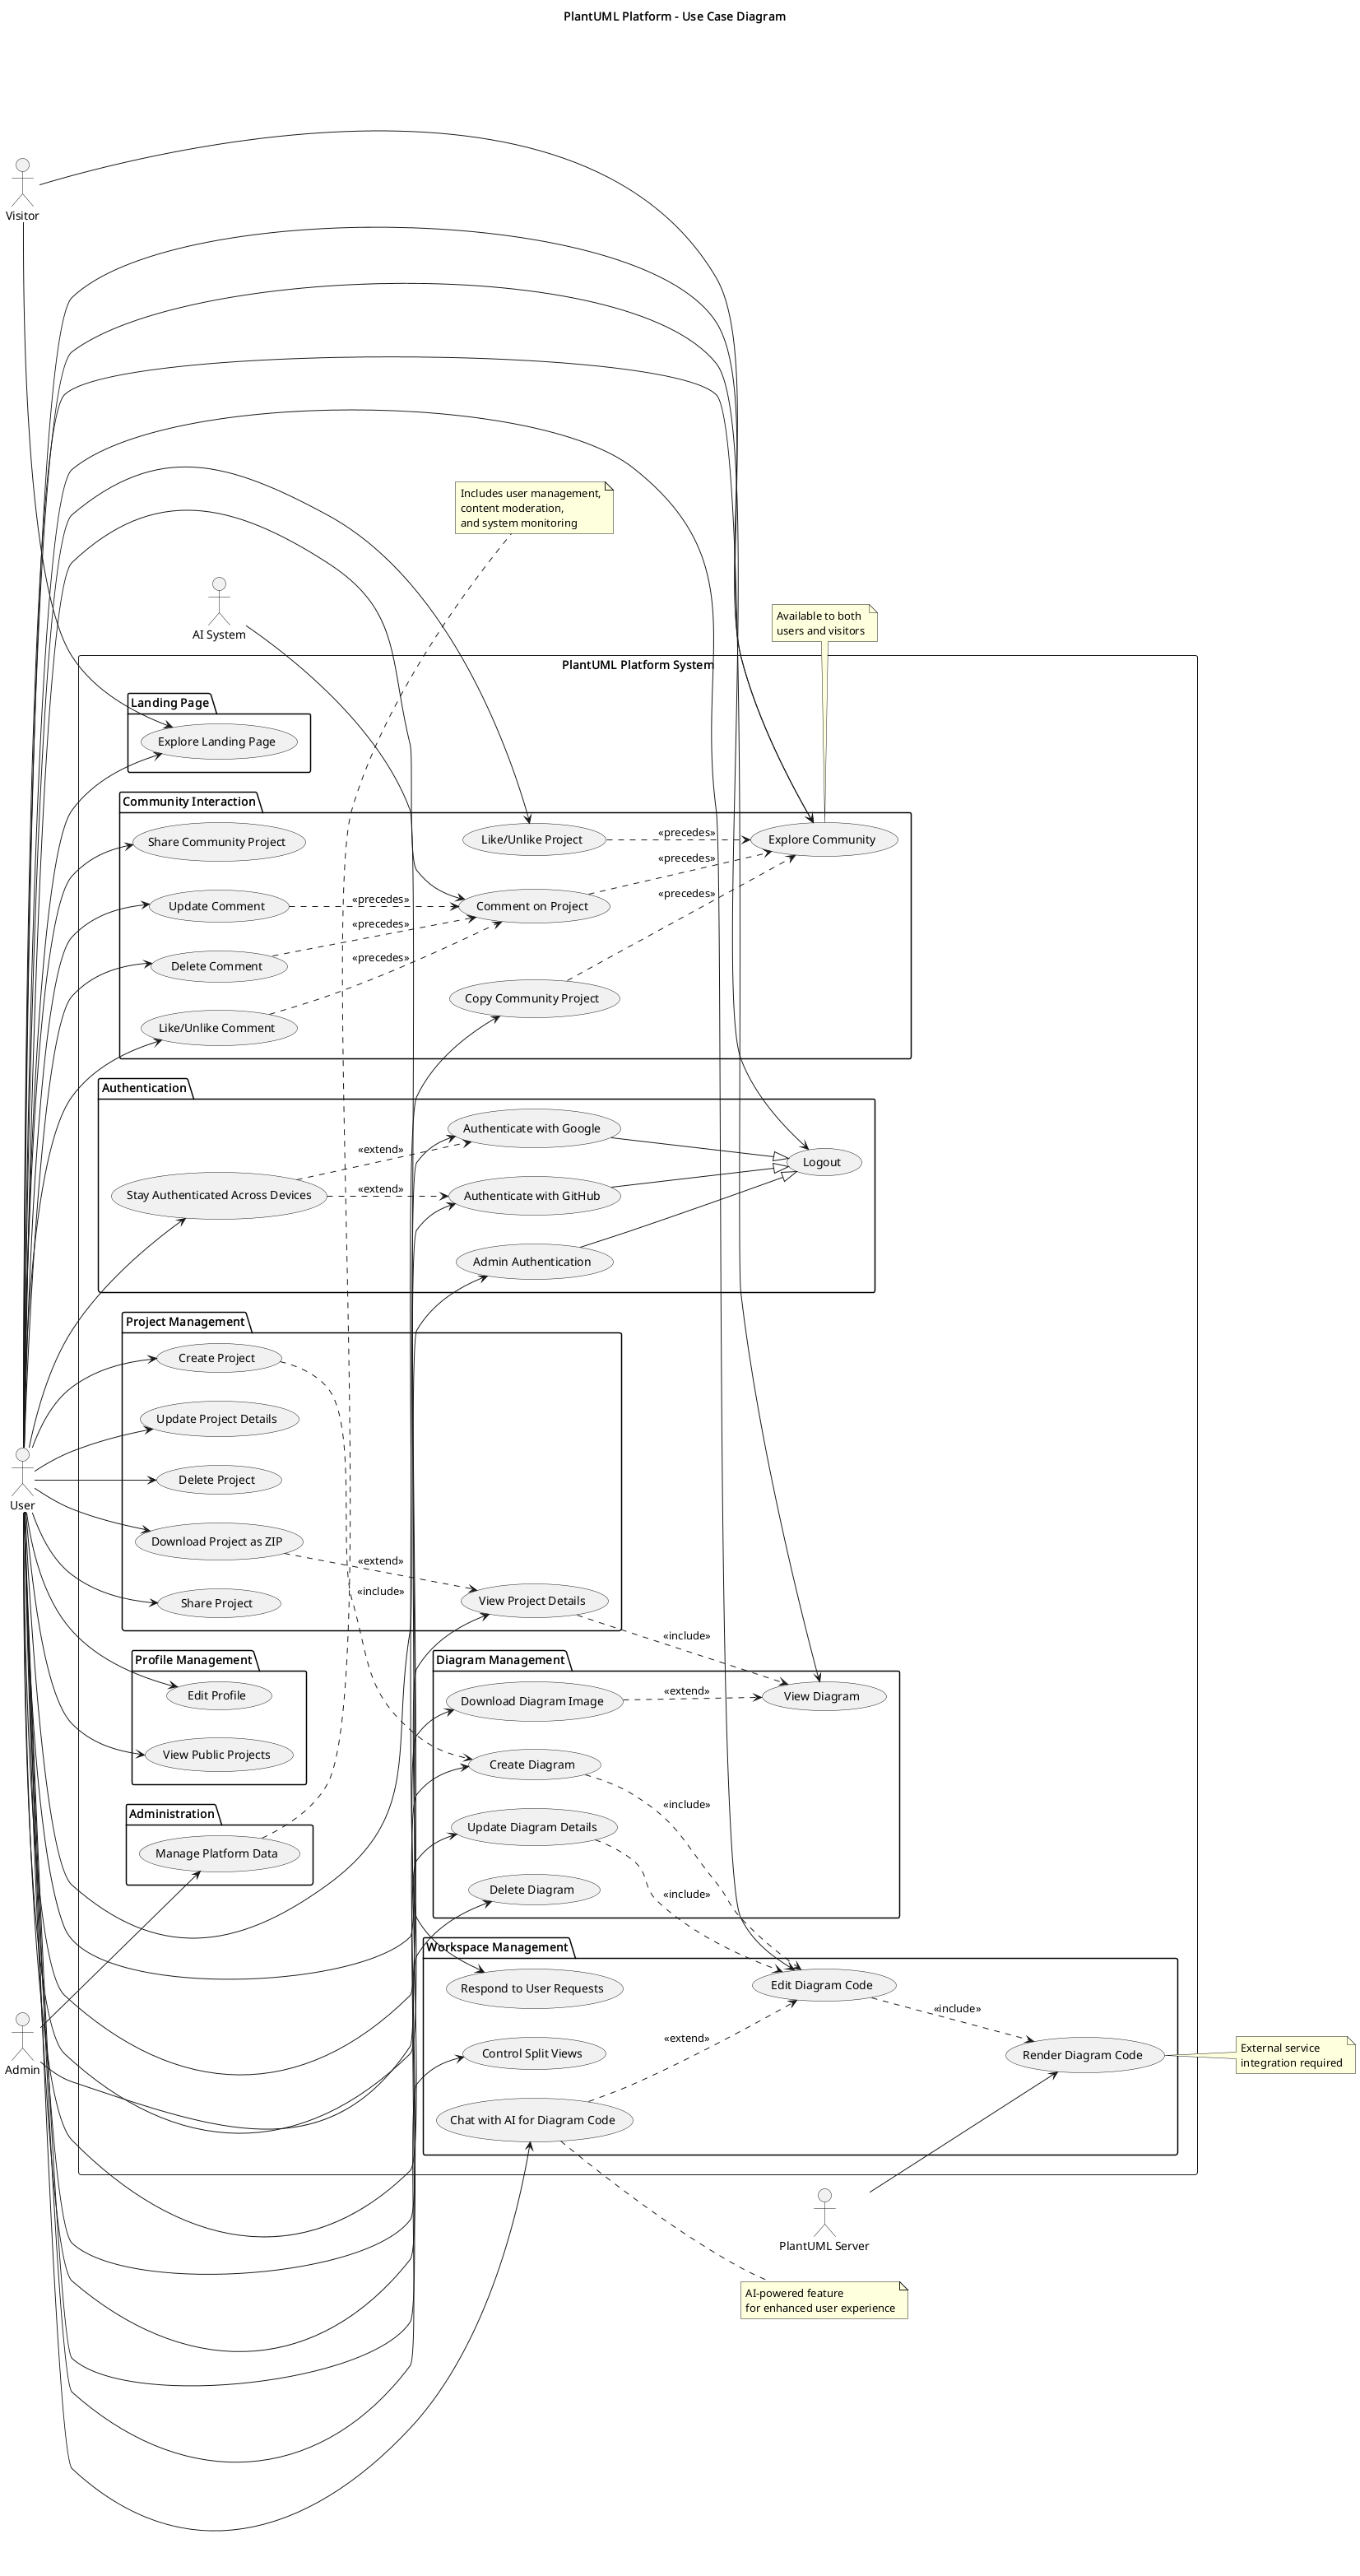 PlantUML Platform - Use Case Diagram
Visitor
Includes user management,
content moderation,
and system monitoring
AI System
Available to both
users and visitors
PlantUML Platform System
Landing Page
Explore Landing Page
Community Interaction
Share Community Project
Like/Unlike Project
«precedes»
Explore Community
«precedes»
Update Comment
«precedes»
Comment on Project
«precedes»
«precedes»
Delete Comment
«precedes»
Copy Community Project
Like/Unlike Comment
Authentication
Authenticate with Google
«extend»
Logout
Stay Authenticated Across Devices
«extend»
Authenticate with GitHub
Admin Authentication
Project Management
Create Project
Update Project Details
User
Delete Project
Download Project as ZIP
«extend»
«include»
Share Project
View Project Details
«include»
Profile Management
Edit Profile
View Public Projects
Diagram Management
Download Diagram Image
«extend»
View Diagram
Create Diagram
«include»
Administration
Manage Platform Data
Update Diagram Details
Delete Diagram
«include»
Workspace Management
Respond to User Requests
Edit Diagram Code
«include»
Admin
Control Split Views
«extend»
Render Diagram Code
External service
integration required
Chat with AI for Diagram Code
PlantUML Server
AI-powered feature
for enhanced user experience